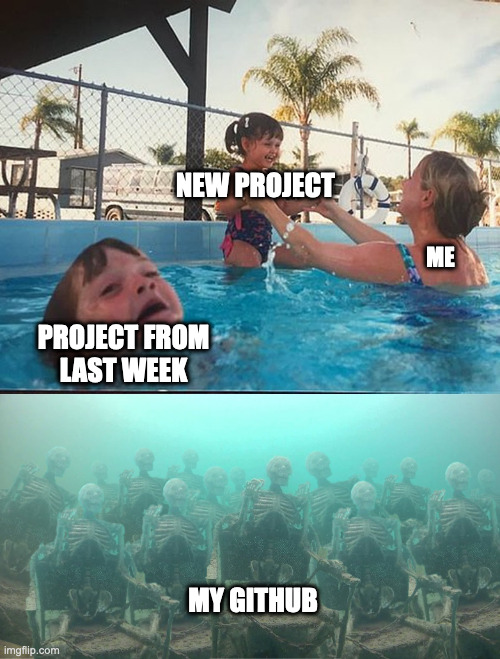 NEW PROJECT
ME
PROJECT FROM
LAST WEEK
MY GITHUB
imgflip.com